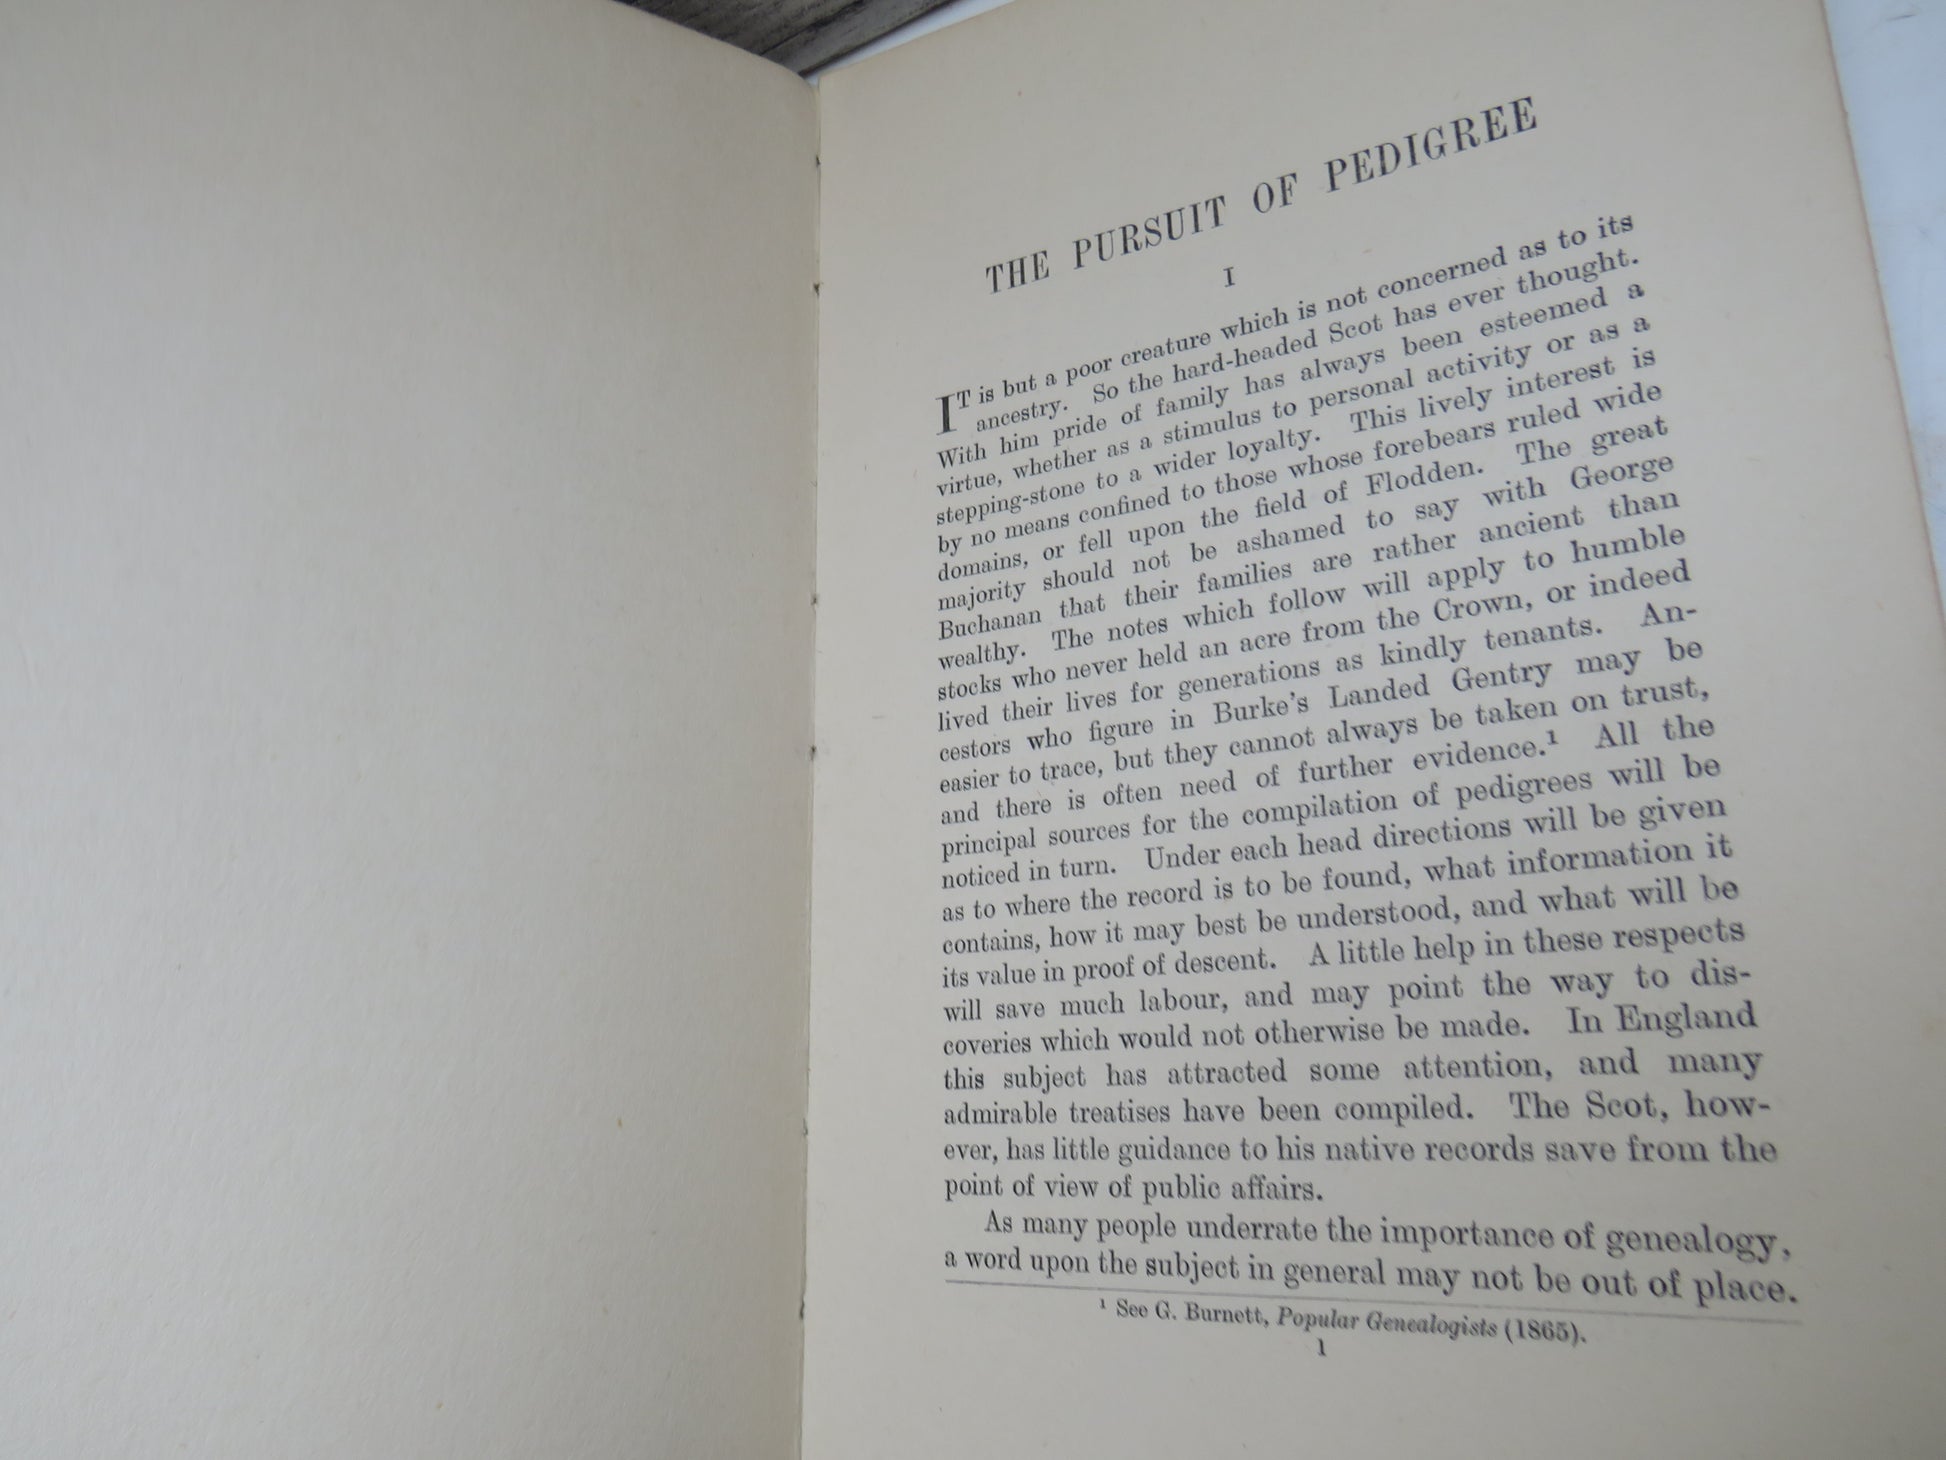 THE PURSUIT OF PEDIGREE
I
IT is but a poor creature which is not concerned as to its
ancestry. So the hard-headed Scot has ever thought.
With him pride of family has always been esteemed a
virtue, whether as a stimulus to personal activity or as a
stepping-stone to a wider loyalty. This lively interest is
by no means confined to those whose forebears ruled wide
domains, or fell upon the field of Flodden. The great
majority should not be ashamed to say with George
Buchanan that their families are rather ancient than
wealthy. The notes which follow will apply to humble
stocks who never held an acre from the Crown, or indeed
lived their lives for generations as kindly tenants. An-
cestors who figure in Burke's Landed Gentry may be
easier to trace, but they cannot always be taken on trust,
and there is often need of further evidence.¹ All the
principal sources for the compilation of pedigrees will be
noticed in turn. Under each head directions will be given
as to where the record is to be found, what information it
contains, how it may best be understood, and what will be
its value in proof of descent. A little help in these respects
will save much labour, and may point the way to dis-
coveries which would not otherwise be made. In England
this subject has attracted some attention, and many
admirable treatises have been compiled. The Scot, how-
ever, has little guidance to his native records save from the
point of view of public affairs.
As many people underrate the importance of genealogy,
a word upon the subject in general may not be out of place.
¹ See G. Burnett, Popular Genealogists (1865).
1